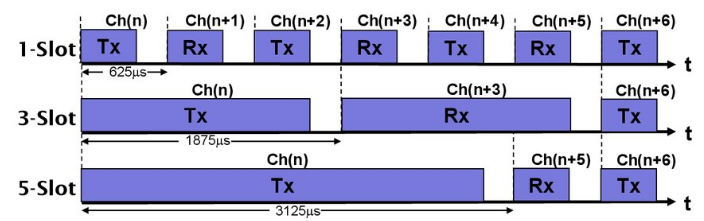 Ch(n) Ch(n+1) Ch(n+2) Ch(n+3) Ch(n+4) Ch(n+5) Ch(n+6)
1-Slot Tx Rx Tx Rx Tx Rx Tx t
625µs
Ch(n) Ch(n+3) Ch(n+6)
3-Slot Tx Rx Tx t
1875µs
Ch(n) Ch(n+5) Ch(n+6)
5-Slot Tx Rx Tx t
3125µs